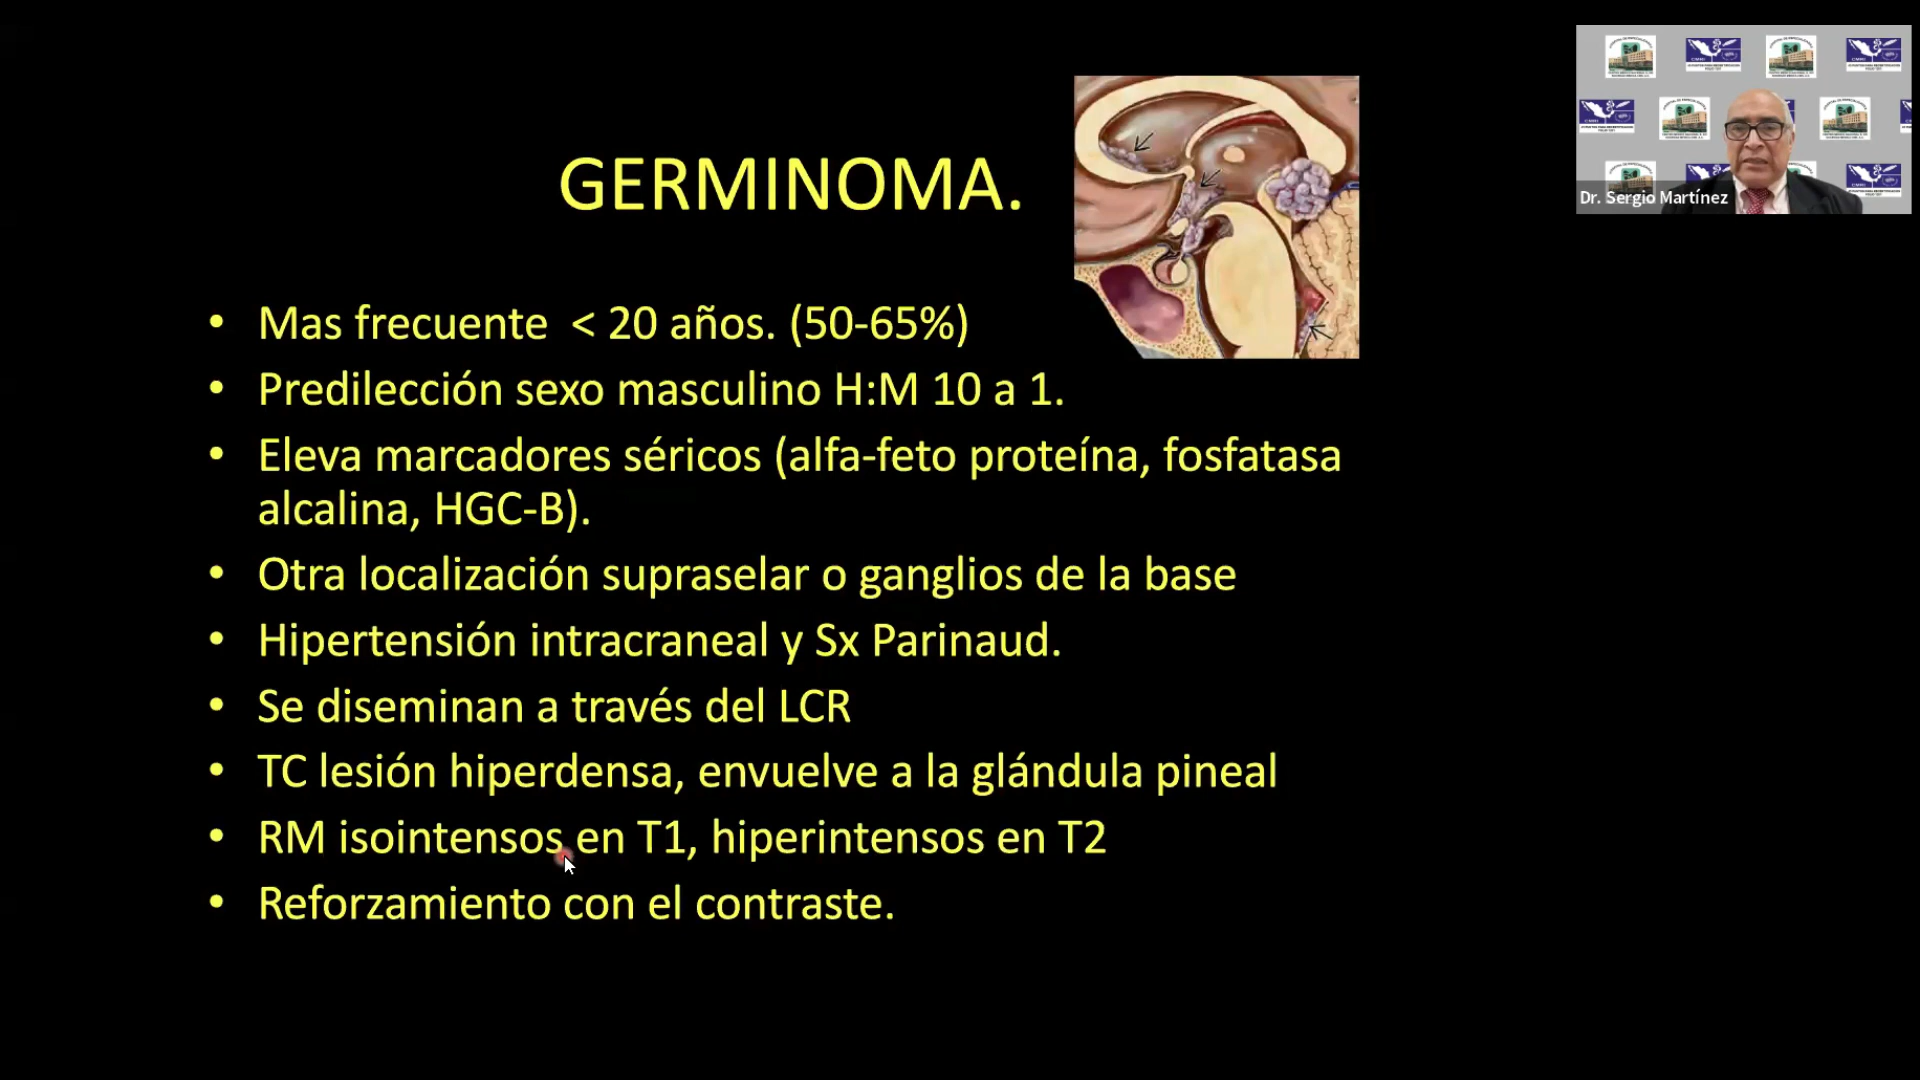 GERMINOMA.
• Mas frecuente < 20 años. (50-65%)
• Predilección sexo masculino H:M 10 a 1.
• Eleva marcadores séricos (alfa-feto proteína, fosfatasa
alcalina, HGC-B).
• Otra localización supraselar o ganglios de la base
• Hipertensión intracraneal y Sx Parinaud.
• Se diseminan a través del LCR
• TC lesión hiperdensa, envuelve a la glándula pineal
• RM isointensos en T1, hiperintensos en T2
• Reforzamiento con el contraste.
Dr. Sergio Martínez